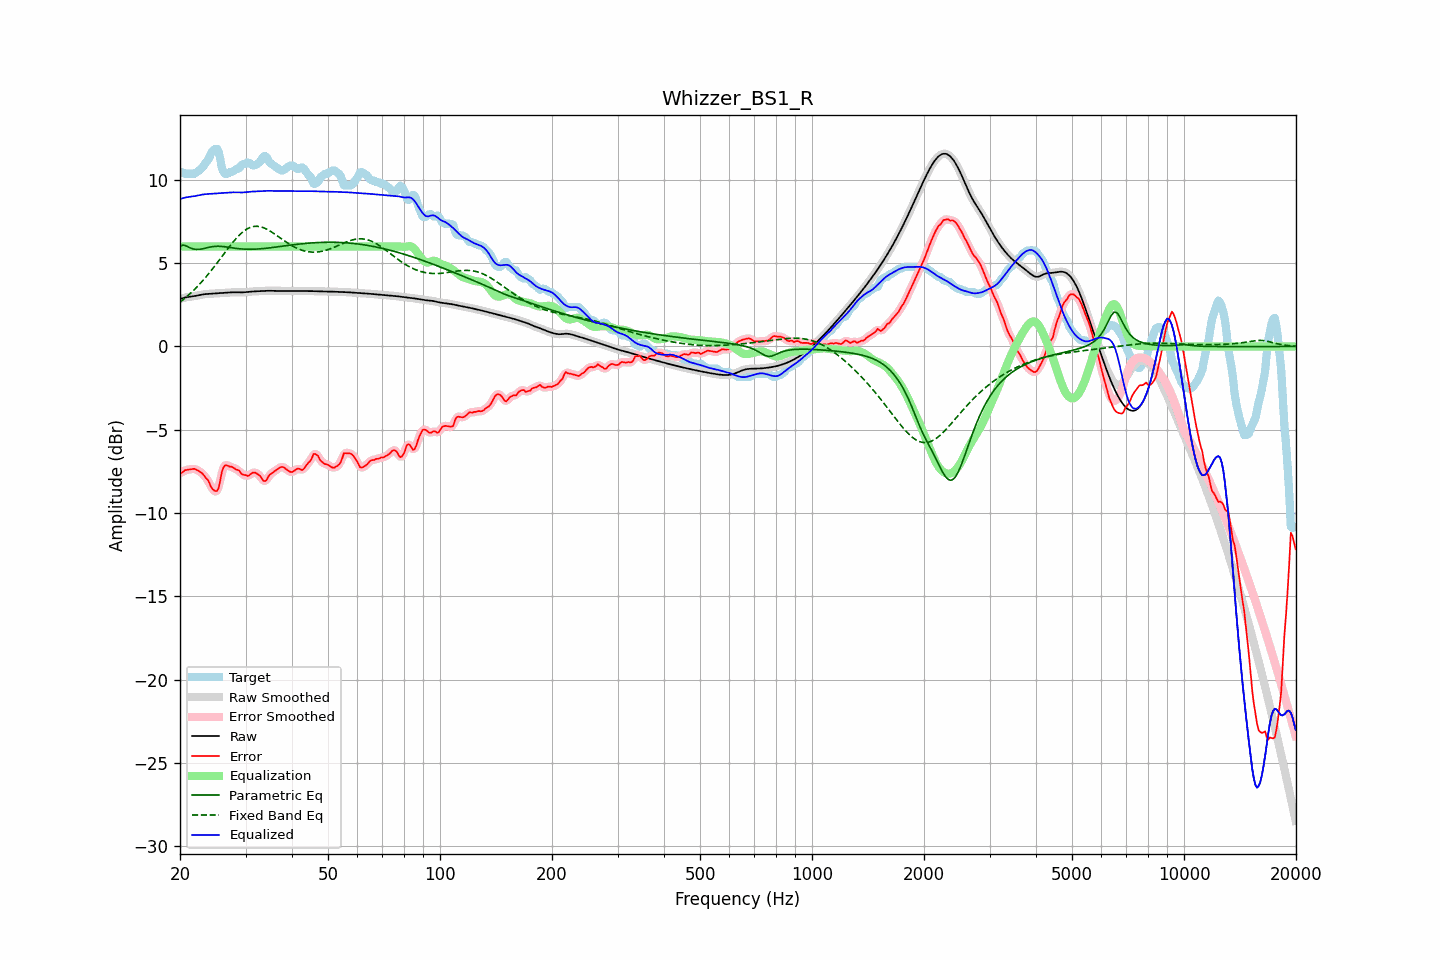 Whizzer_BS1_R
10
5
0
−5
−10
−15
−20
−25
−30
Amplitude (dBr)
Target
Raw Smoothed
Error Smoothed
Raw
Error
Equalization
Parametric Eq
Fixed Band Eq
Equalized
20 50 100 200 500 1000 2000 5000 10000 20000
Frequency (Hz)